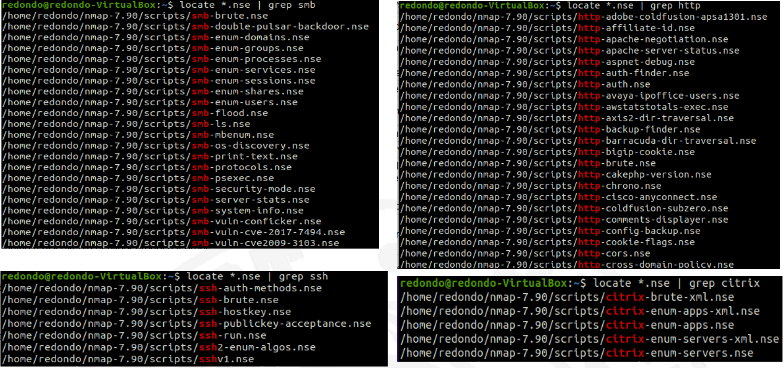 redondo@redondo-VirtualBox:~$ locate *.nse | grep smb
/home/redondo/nmap-7.90/scripts/smb-brute.nse
/home/redondo/nmap-7.90/scripts/smb-double-pulsar-backdoor.nse
/home/redondo/nmap-7.90/scripts/smb-enum-domains.nse
/home/redondo/nmap-7.90/scripts/smb-enum-groups.nse
/home/redondo/nmap-7.90/scripts/smb-enum-processes.nse
/home/redondo/nmap-7.90/scripts/smb-enum-services.nse
/home/redondo/nmap-7.90/scripts/smb-enum-sessions.nse
/home/redondo/nmap-7.90/scripts/smb-enum-shares.nse
/home/redondo/nmap-7.90/scripts/smb-enum-users.nse
/home/redondo/nmap-7.90/scripts/smb-flood.nse
/home/redondo/nmap-7.90/scripts/smb-ls.nse
/home/redondo/nmap-7.90/scripts/smb-mbenum.nse
/home/redondo/nmap-7.90/scripts/smb-os-discovery.nse
/home/redondo/nmap-7.90/scripts/smb-print-text.nse
/home/redondo/nmap-7.90/scripts/smb-protocols.nse
/home/redondo/nmap-7.90/scripts/smb-psexec.nse
/home/redondo/nmap-7.90/scripts/smb-security-mode.nse
/home/redondo/nmap-7.90/scripts/smb-server-stats.nse
/home/redondo/nmap-7.90/scripts/smb-system-info.nse
/home/redondo/nmap-7.90/scripts/smb-vuln-conficker.nse
/home/redondo/nmap-7.90/scripts/smb-vuln-cve-2017-7494.nse
/home/redondo/nmap-7.90/scripts/smb-vuln-cve2009-3103.nse
redondo@redondo-VirtualBox:~$ locate *.nse | grep http
/home/redondo/nmap-7.90/scripts/http-adobe-coldfusion-apsa1301.nse
/home/redondo/nmap-7.90/scripts/http-affiliate-id.nse
/home/redondo/nmap-7.90/scripts/http-apache-negotiation.nse
/home/redondo/nmap-7.90/scripts/http-apache-server-status.nse
/home/redondo/nmap-7.90/scripts/http-aspnet-debug.nse
/home/redondo/nmap-7.90/scripts/http-auth-finder.nse
/home/redondo/nmap-7.90/scripts/http-auth.nse
/home/redondo/nmap-7.90/scripts/http-avaya-ipoffice-users.nse
/home/redondo/nmap-7.90/scripts/http-awstatstotals-exec.nse
/home/redondo/nmap-7.90/scripts/http-axis2-dir-traversal.nse
/home/redondo/nmap-7.90/scripts/http-backup-finder.nse
/home/redondo/nmap-7.90/scripts/http-barracuda-dir-traversal.nse
/home/redondo/nmap-7.90/scripts/http-bigip-cookie.nse
/home/redondo/nmap-7.90/scripts/http-brute.nse
/home/redondo/nmap-7.90/scripts/http-cakephp-version.nse
/home/redondo/nmap-7.90/scripts/http-chrono.nse
/home/redondo/nmap-7.90/scripts/http-cisco-anyconnect.nse
/home/redondo/nmap-7.90/scripts/http-coldfusion-subzero.nse
/home/redondo/nmap-7.90/scripts/http-comments-displayer.nse
/home/redondo/nmap-7.90/scripts/http-config-backup.nse
/home/redondo/nmap-7.90/scripts/http-cookie-flags.nse
/home/redondo/nmap-7.90/scripts/http-cors.nse
/home/redondo/nmap-7.90/scripts/http-cross-domain-policy.nse
redondo@redondo-VirtualBox:~$ locate *.nse | grep ssh
/home/redondo/nmap-7.90/scripts/ssh-auth-methods.nse
/home/redondo/nmap-7.90/scripts/ssh-brute.nse
/home/redondo/nmap-7.90/scripts/ssh-hostkey.nse
/home/redondo/nmap-7.90/scripts/ssh-publickey-acceptance.nse
/home/redondo/nmap-7.90/scripts/ssh-run.nse
/home/redondo/nmap-7.90/scripts/ssh2-enum-algos.nse
/home/redondo/nmap-7.90/scripts/sshv1.nse
redondo@redondo-VirtualBox:~$ locate *.nse | grep citrix
/home/redondo/nmap-7.90/scripts/citrix-brute-xml.nse
/home/redondo/nmap-7.90/scripts/citrix-enum-apps-xml.nse
/home/redondo/nmap-7.90/scripts/citrix-enum-apps.nse
/home/redondo/nmap-7.90/scripts/citrix-enum-servers-xml.nse
/home/redondo/nmap-7.90/scripts/citrix-enum-servers.nse